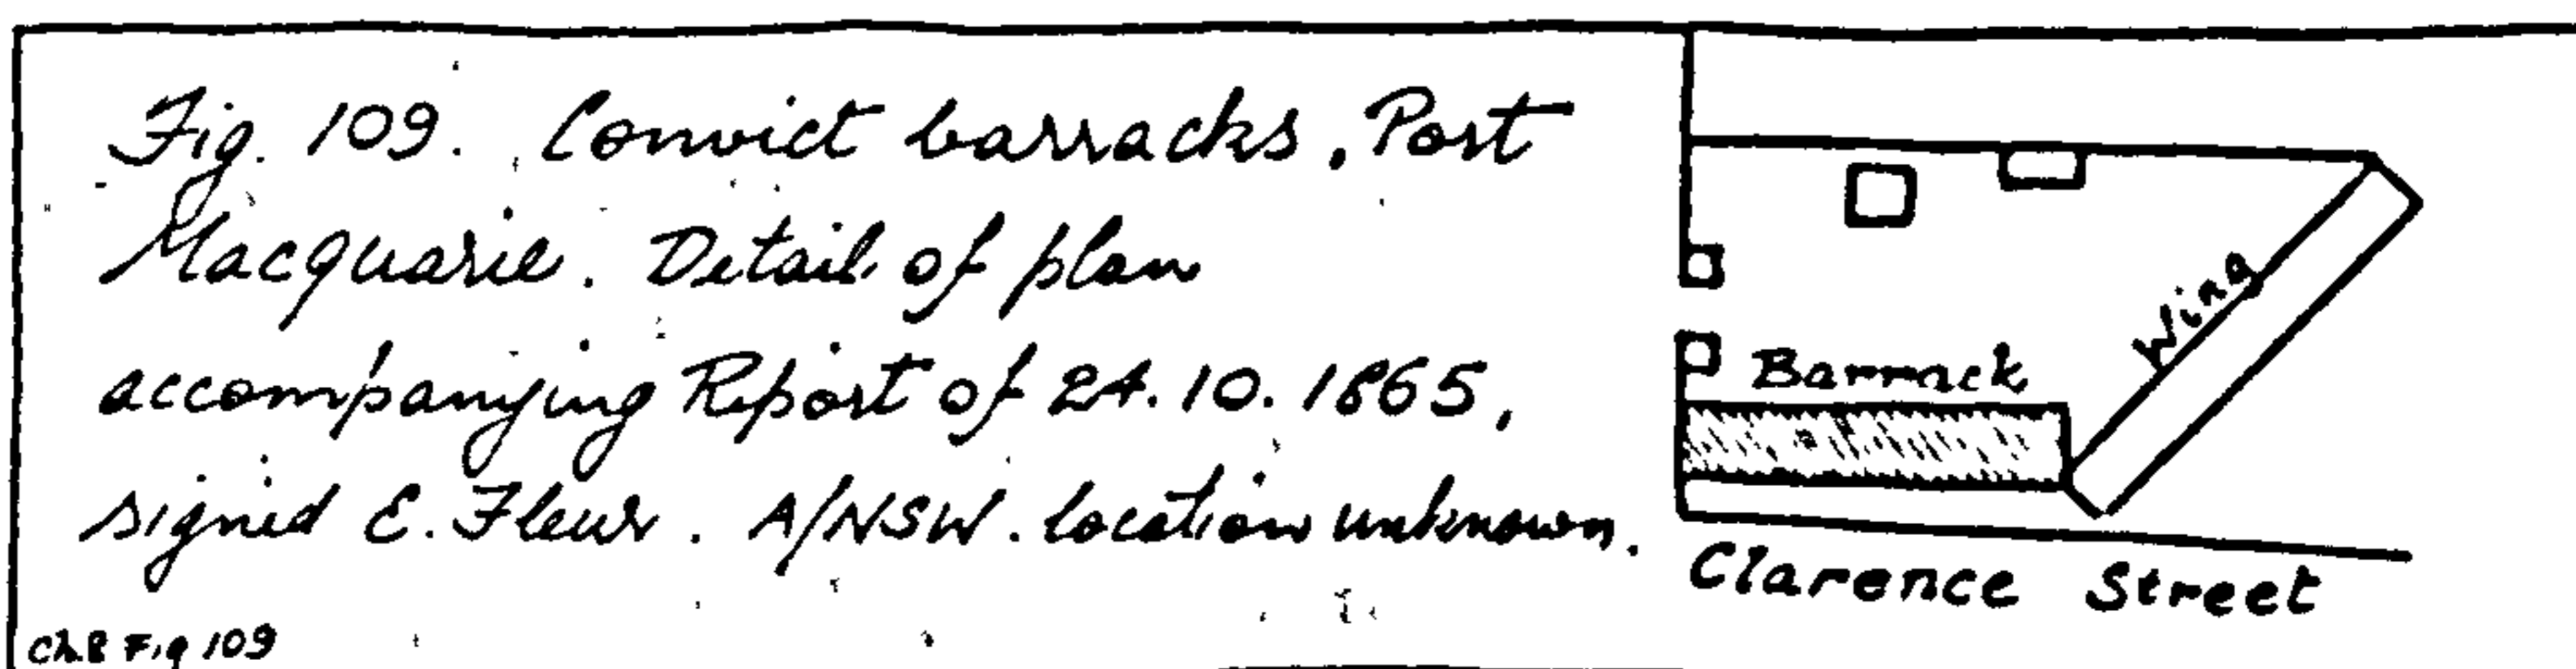 Fig. 109. Convict barracks, Port
Macquarie. Detail of plan
accompanying Report of 24.10.1865,
signed E. Fleur. A/NSW. location unknown.
Ch.8 Fig 109
Barrack
Wing
Clarence Street